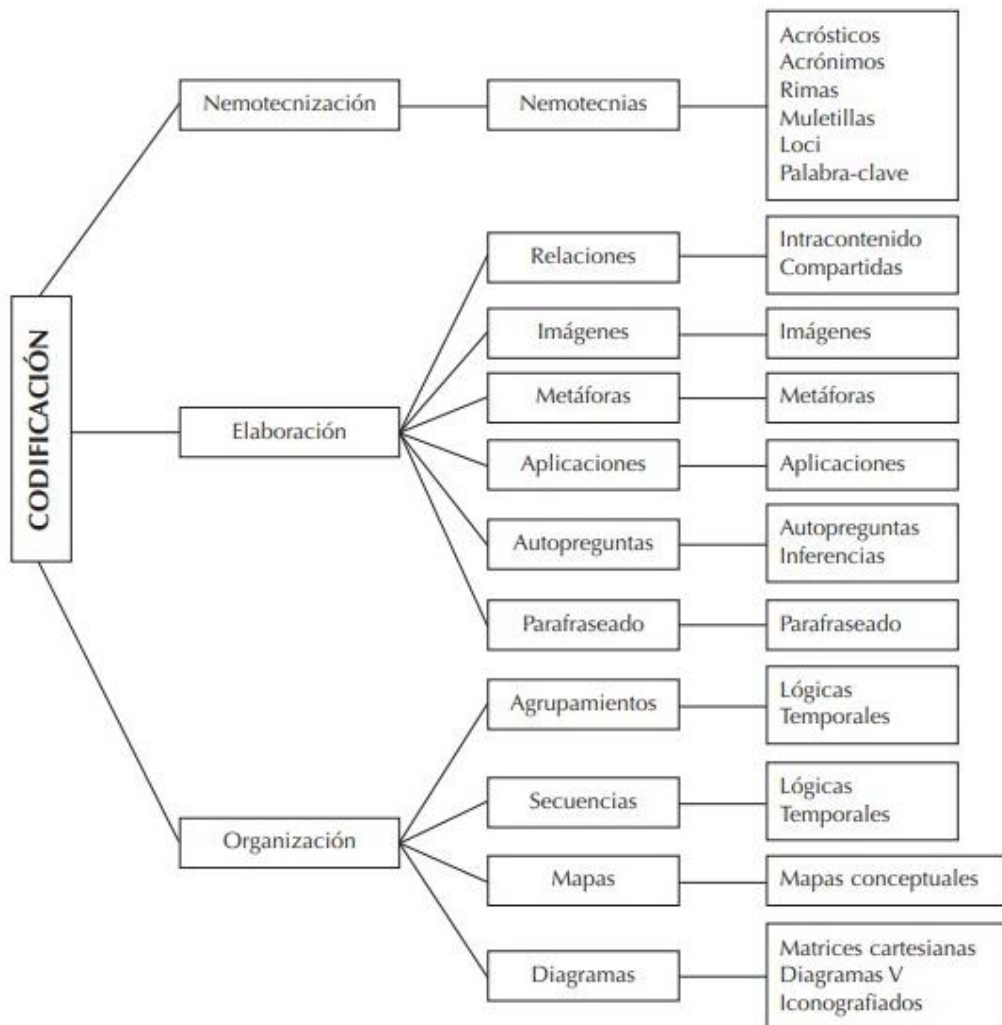 CODIFICACIÓN
Nemotecnización
Nemotecnias
Acrósticos
Acrónimos
Rimas
Muletillas
Loci
Palabra-clave
Elaboración
Relaciones
Intracontenido
Compartidas
Imágenes
Imágenes
Metáforas
Metáforas
Aplicaciones
Aplicaciones
Autopreguntas
Autopreguntas
Inferencias
Parafraseado
Parafraseado
Organización
Agrupamientos
Lógicas
Temporales
Secuencias
Lógicas
Temporales
Mapas
Mapas conceptuales
Diagramas
Matrices cartesianas
Diagramas V
Iconografiados